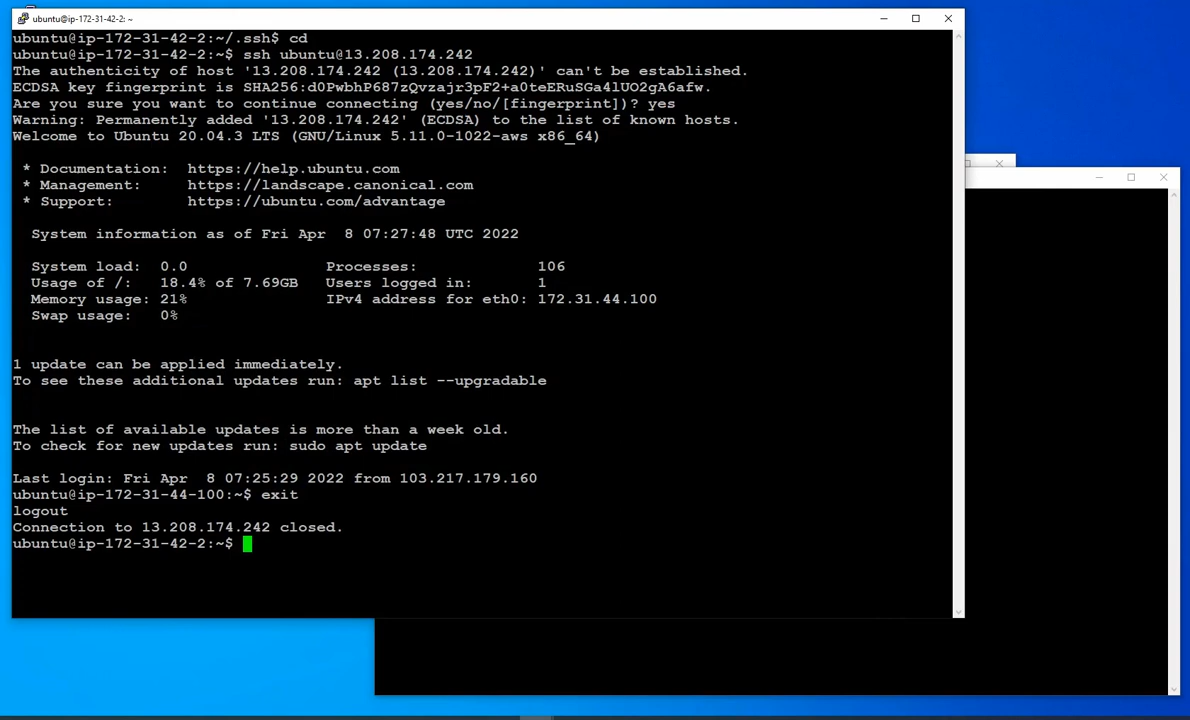 ubuntu@ip-172-31-42-2: ~
ubuntu@ip-172-31-42-2:~/.ssh$ cd
ubuntu@ip-172-31-42-2:~$ ssh ubuntu@13.208.174.242
The authenticity of host '13.208.174.242 (13.208.174.242)' can't be established.
ECDSA key fingerprint is SHA256:d0PwbhP687zQvzajr3pF2+a0teERuSGa4lUO2gA6afw.
Are you sure you want to continue connecting (yes/no/[fingerprint])? yes
Warning: Permanently added '13.208.174.242' (ECDSA) to the list of known hosts.
Welcome to Ubuntu 20.04.3 LTS (GNU/Linux 5.11.0-1022-aws x86_64)
* Documentation:  https://help.ubuntu.com
* Management:     https://landscape.canonical.com
* Support:        https://ubuntu.com/advantage
System information as of Fri Apr  8 07:27:48 UTC 2022
System load:  0.0               Processes:             106
Usage of /:   18.4% of 7.69GB   Users logged in:       1
Memory usage: 21%               IPv4 address for eth0: 172.31.44.100
Swap usage:   0%
1 update can be applied immediately.
To see these additional updates run: apt list --upgradable
The list of available updates is more than a week old.
To check for new updates run: sudo apt update
Last login: Fri Apr  8 07:25:29 2022 from 103.217.179.160
ubuntu@ip-172-31-44-100:~$ exit
logout
Connection to 13.208.174.242 closed.
ubuntu@ip-172-31-42-2:~$